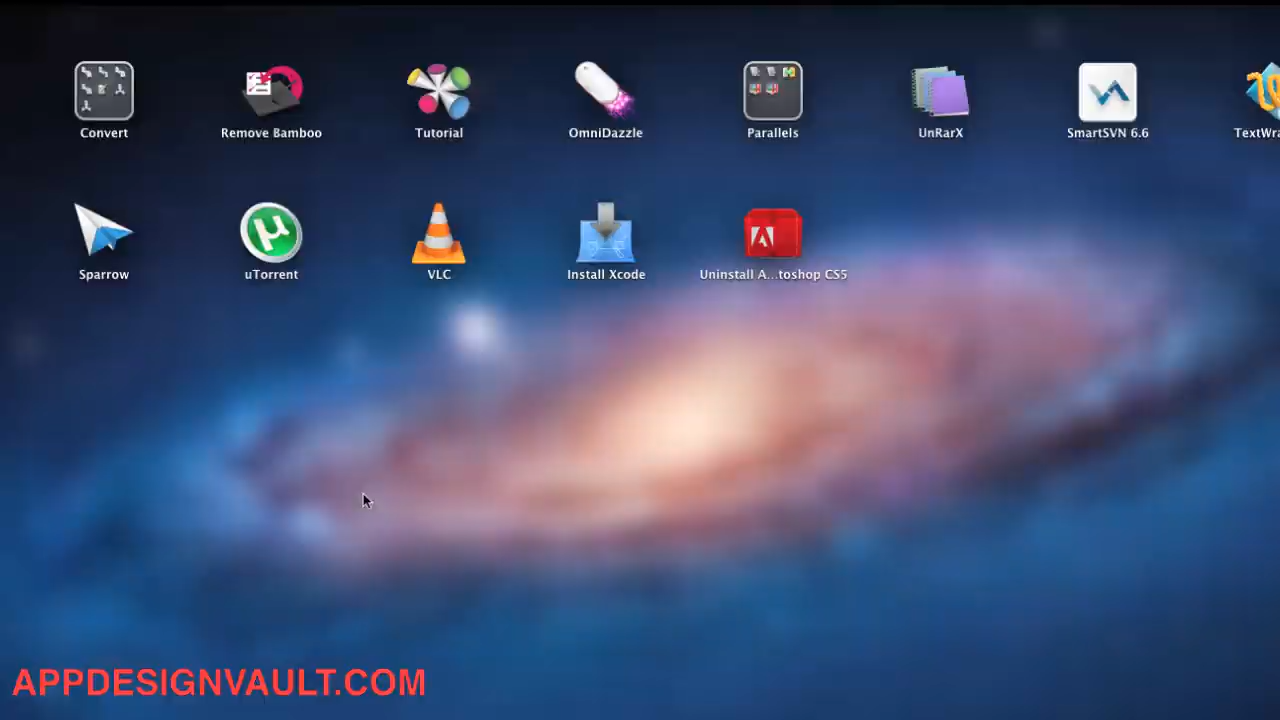 Convert
Remove Bamboo
Tutorial
OmniDazzle
Parallels
UnRarX
SmartSVN 6.6
TextWra
Sparrow
uTorrent
VLC
Install Xcode
Uninstall A...toshop CS5
APPDESIGNVAULT.COM